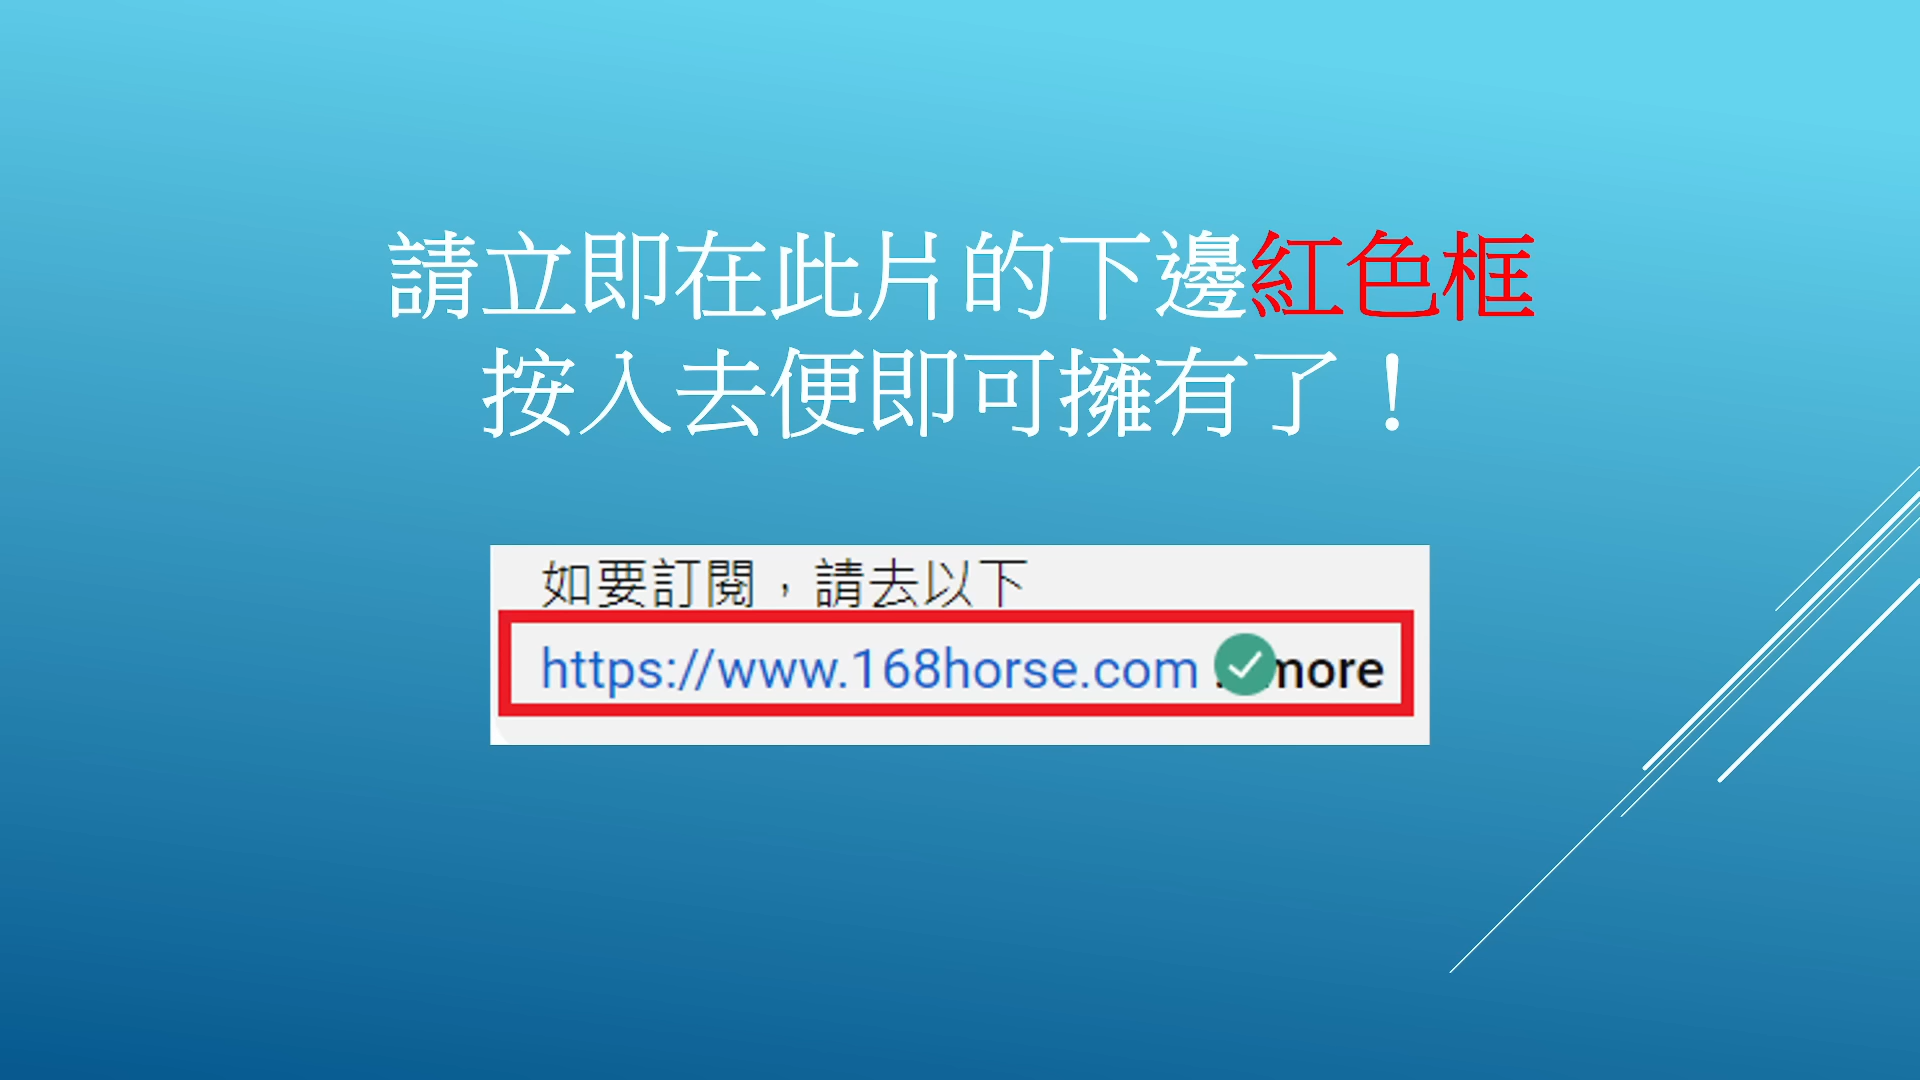 請立即在此片的下邊紅色框
按入去便即可擁有了！
如要訂閱，請去以下
https://www.168horse.com more